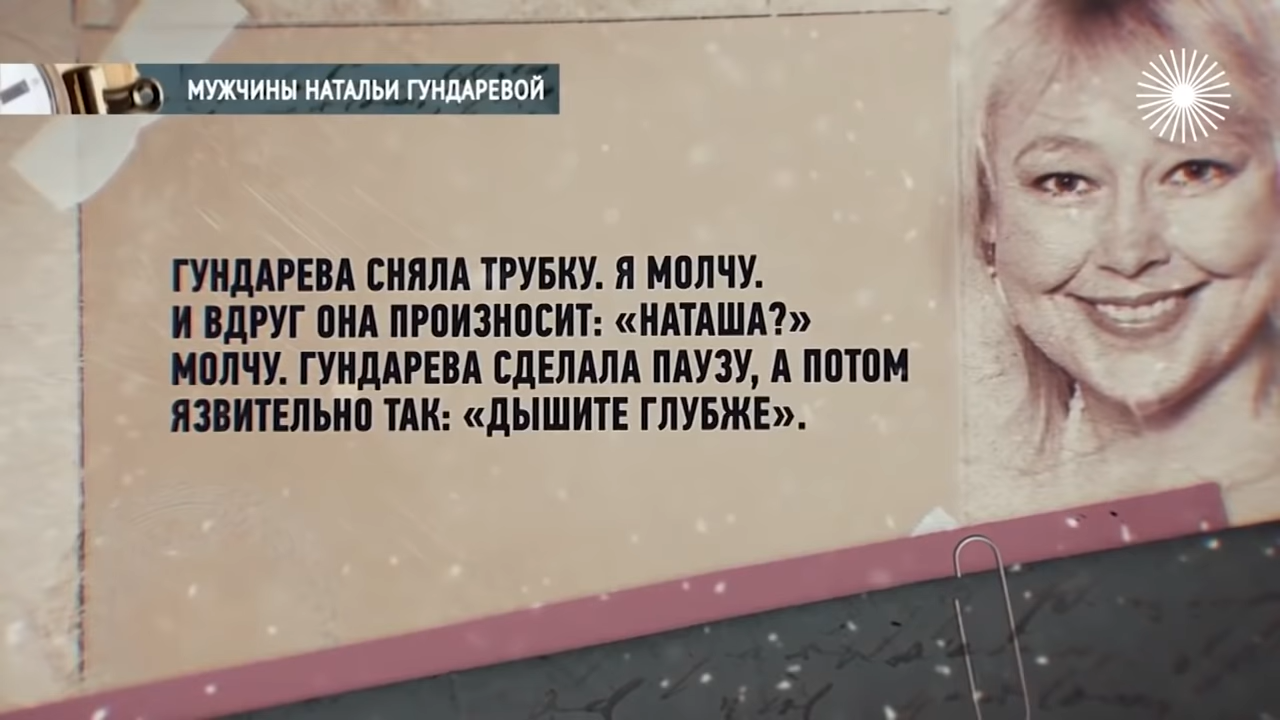 МУЖЧИНЫ НАТАЛЬИ ГУНДАРЕВОЙ
ГУНДАРЕВА СНЯЛА ТРУБКУ. Я МОЛЧУ.
И ВДРУГ ОНА ПРОИЗНОСИТ: «НАТАША?»
МОЛЧУ. ГУНДАРЕВА СДЕЛАЛА ПАУЗУ, А ПОТОМ
ЯЗВИТЕЛЬНО ТАК: «ДЫШИТЕ ГЛУБЖЕ».